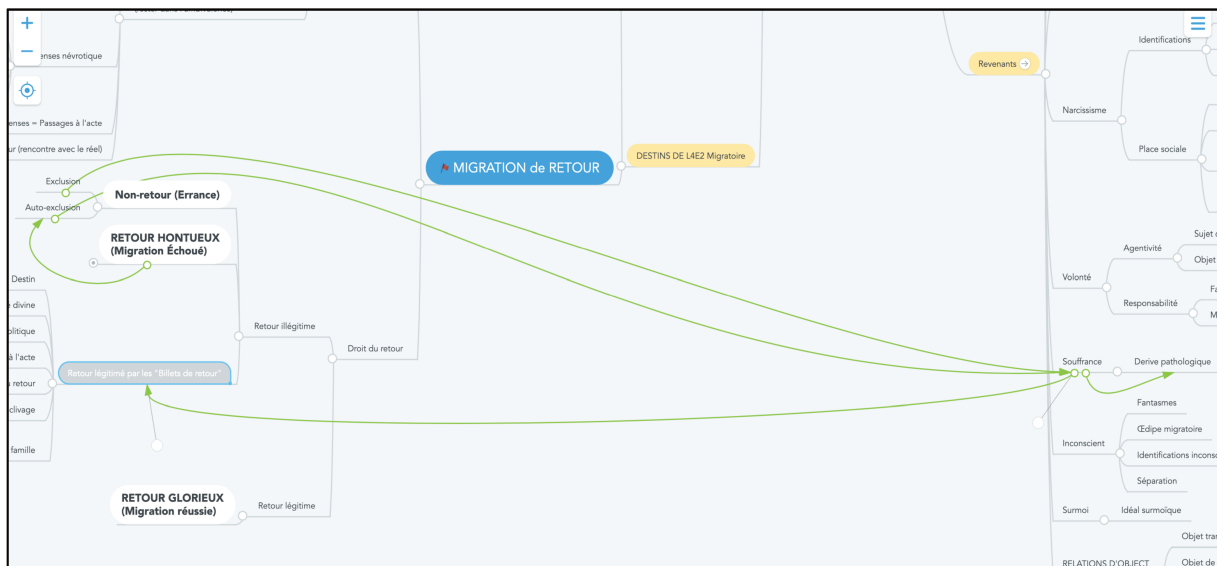 enses névrotique
enses = Passages à l'acte
ur (rencontre avec le réel)
Exclusion
Auto-exclusion
Non-retour (Errance)
RETOUR HONTUEUX
(Migration Échoué)
Destin
divine
olitique
à l'acte
retour
clivage
famille
Retour légitimé par les "Billets de retour"
Retour illégitime
Droit du retour
RETOUR GLORIEUX
(Migration réussie)
Retour légitime
MIGRATION de RETOUR
DESTINS DE L4E2 Migratoire
Revenants
Identifications
Narcissisme
Place sociale
Volonté
Agentivité
Sujet
Objet
Responsabilité
Souffrance
Derive pathologique
Inconscient
Fantasmes
Œdipe migratoire
Identifications inconsc
Séparation
Surmoi
Idéal surmoïque
RELATIONS D'OBJECT
Objet tran
Objet de